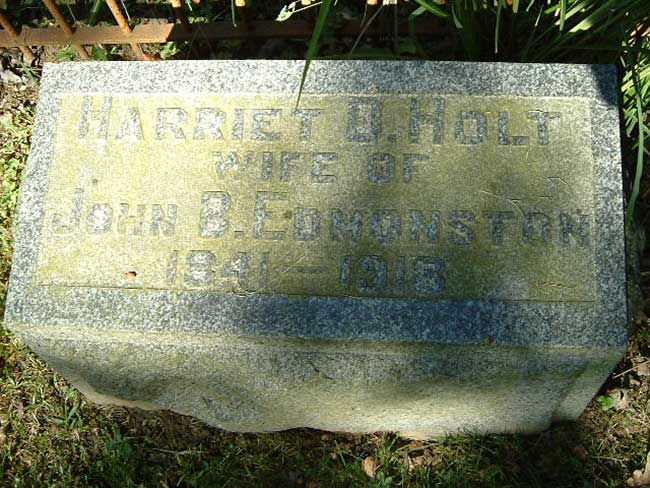 HARRIET D. HOLT
WIFE OF
JOHN B. EDMONSTON
1841 — 1918